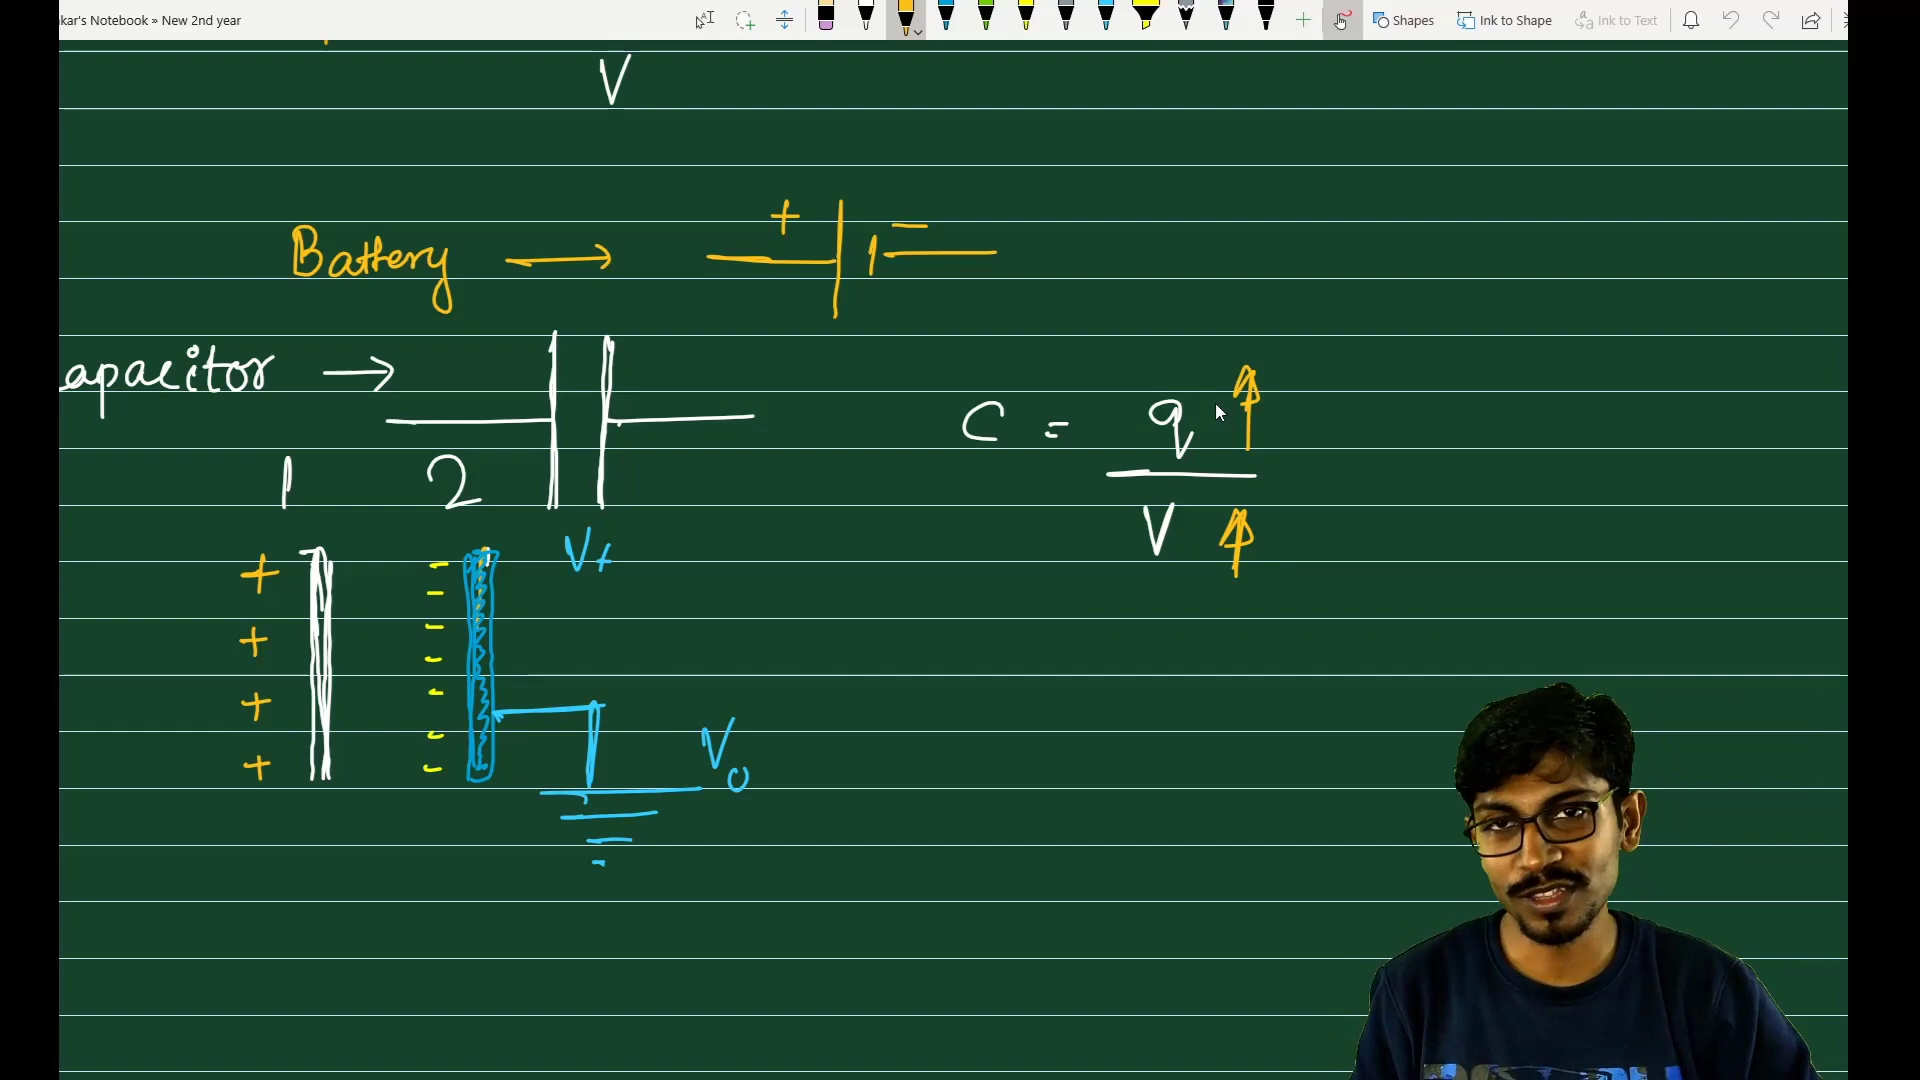 kar's Notebook » New 2nd year
Shapes
Ink to Shape
Ink to Text
V
Battery → + -
apacitor →
C = q
V
1 2
V+
+ -
+ -
+ -
+ -
V0